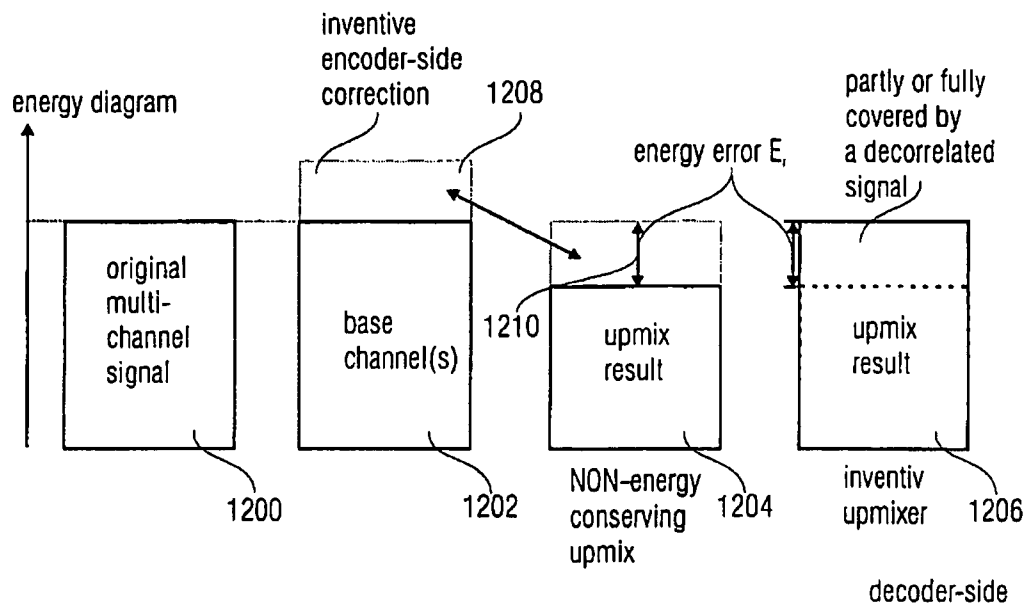 inventive
encoder-side
correction
1208
energy diagram
partly or fully
covered by
a decorrelated
signal
energy error E,
original
multi-
channel
signal
base
channel(s)
1210
upmix
result
upmix
result
1200
1202
NON-energy
conserving
upmix
1204
inventiv
upmixer
1206
decoder-side